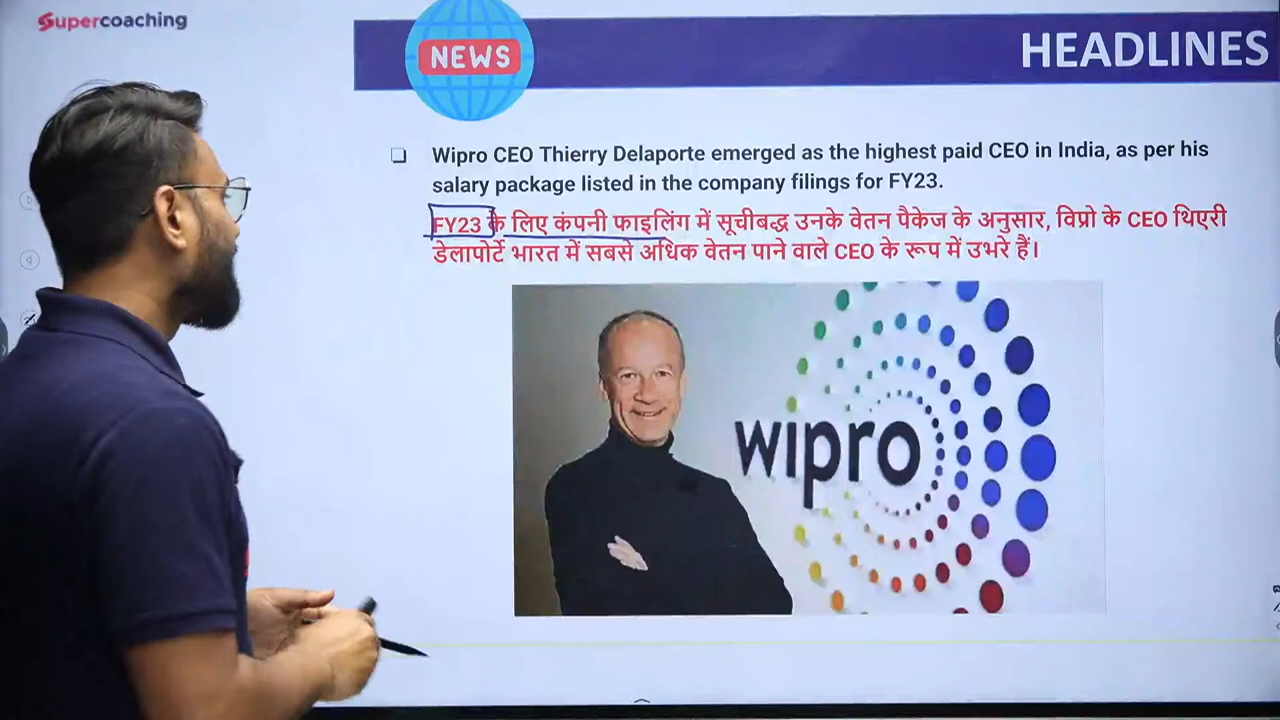 Supercoaching
NEWS
HEADLINES
Wipro CEO Thierry Delaporte emerged as the highest paid CEO in India, as per his
salary package listed in the company filings for FY23.
FY23 के लिए कंपनी फाइलिंग में सूचीबद्ध उनके वेतन पैकेज के अनुसार, विप्रो के CEO थिएरी
डेलापोर्टे भारत में सबसे अधिक वेतन पाने वाले CEO के रूप में उभरे हैं।
wipro